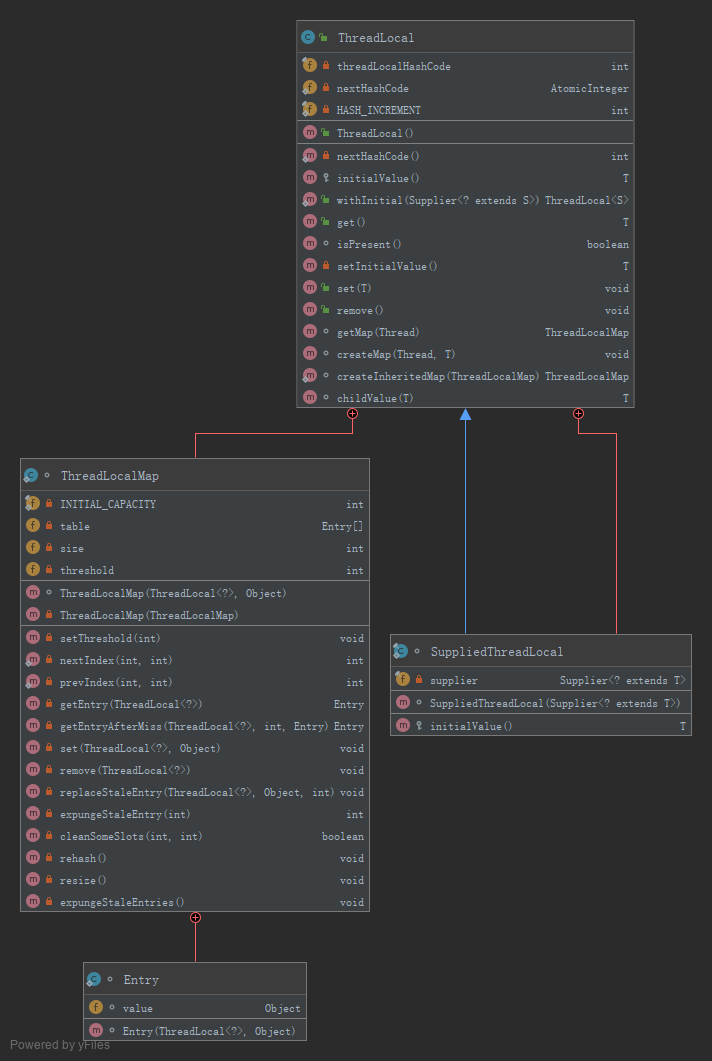 ThreadLocal
threadLocalHashCode int
nextHashCode AtomicInteger
HASH_INCREMENT int
ThreadLocal()
nextHashCode() int
initialValue() T
withInitial(Supplier<? extends S>) ThreadLocal<S>
get() T
isPresent() boolean
setInitialValue() T
set(T) void
remove() void
getMap(Thread) ThreadLocalMap
createMap(Thread, T) void
createInheritedMap(ThreadLocalMap) ThreadLocalMap
childValue(T) T
ThreadLocalMap
INITIAL_CAPACITY int
table Entry[]
size int
threshold int
ThreadLocalMap(ThreadLocal<?>, Object)
ThreadLocalMap(ThreadLocalMap)
setThreshold(int) void
nextIndex(int, int) int
prevIndex(int, int) int
getEntry(ThreadLocal<?>) Entry
getEntryAfterMiss(ThreadLocal<?>, int, Entry) Entry
set(ThreadLocal<?>, Object) void
remove(ThreadLocal<?>) void
replaceStaleEntry(ThreadLocal<?>, Object, int) void
expungeStaleEntry(int) int
cleanSomeSlots(int, int) boolean
rehash() void
resize() void
expungeStaleEntries() void
SuppliedThreadLocal
supplier Supplier<? extends T>
SuppliedThreadLocal(Supplier<? extends T>)
initialValue() T
Entry
value Object
Entry(ThreadLocal<?>, Object)
Powered by yFiles